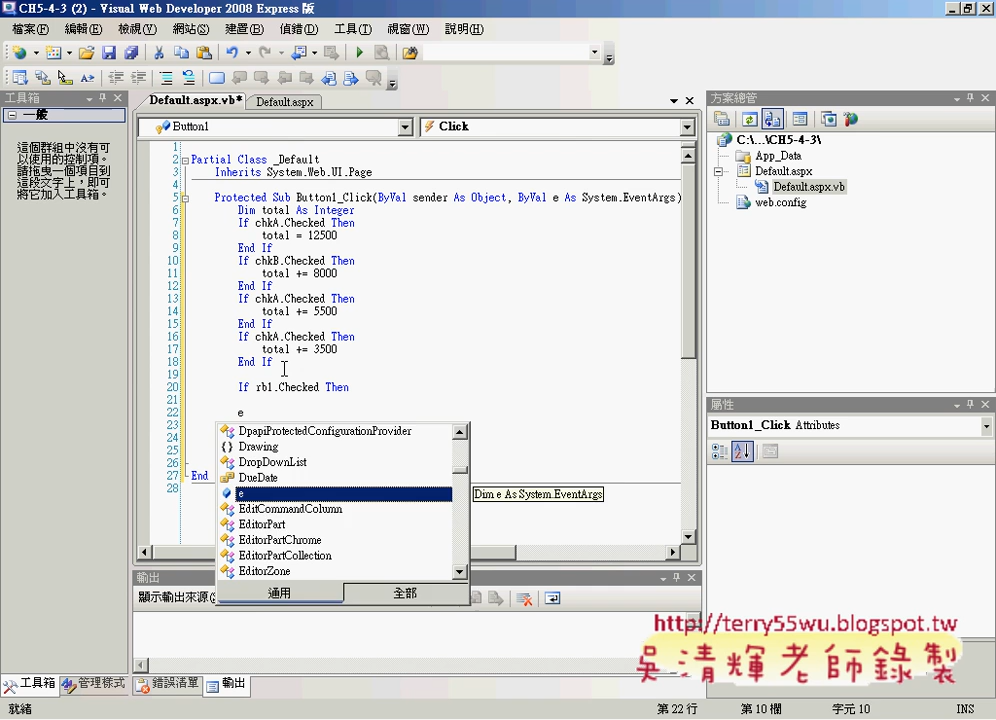 CH5-4-3 (2) - Visual Web Developer 2008 Express 版
檔案(F) 編輯(E) 檢視(V) 網站(S) 建置(B) 偵錯(D) 工具(T) 視窗(W) 說明(H)
工具箱
一般
這個群組中沒有可
以使用的控制項。
請拖曳一個項目到
這段文字上，即可
將它加入工具箱。
Default.aspx.vb* Default.aspx
Button1 Click
1
2 Partial Class _Default
3 Inherits System.Web.UI.Page
4
5 Protected Sub Button1_Click(ByVal sender As Object, ByVal e As System.EventArgs)
6 Dim total As Integer
7 If chkA.Checked Then
8 total = 12500
9 End If
10 If chkB.Checked Then
11 total += 8000
12 End If
13 If chkA.Checked Then
14 total += 5500
15 End If
16 If chkA.Checked Then
17 total += 3500
18 End If
19
20 If rb1.Checked Then
21
22 e
23
24
25
26
27 End
28
DpapiProtectedConfigurationProvider
Drawing
DropDownList
DueDate
e
EditCommandColumn
EditorPart
EditorPartChrome
EditorPartCollection
EditorZone
通用 全部
Dim e As System.EventArgs
輸出
顯示輸出來源(
方案總管
C:\...\CH5-4-3\
App_Data
Default.aspx
Default.aspx.vb
web.config
屬性
Button1_Click Attributes
http//terry55wu.blogspot.tw
吳清輝老師錄製
工具箱 管理樣式 錯誤清單 輸出
就緒 第 22 行 第 10 欄 字元 10 INS